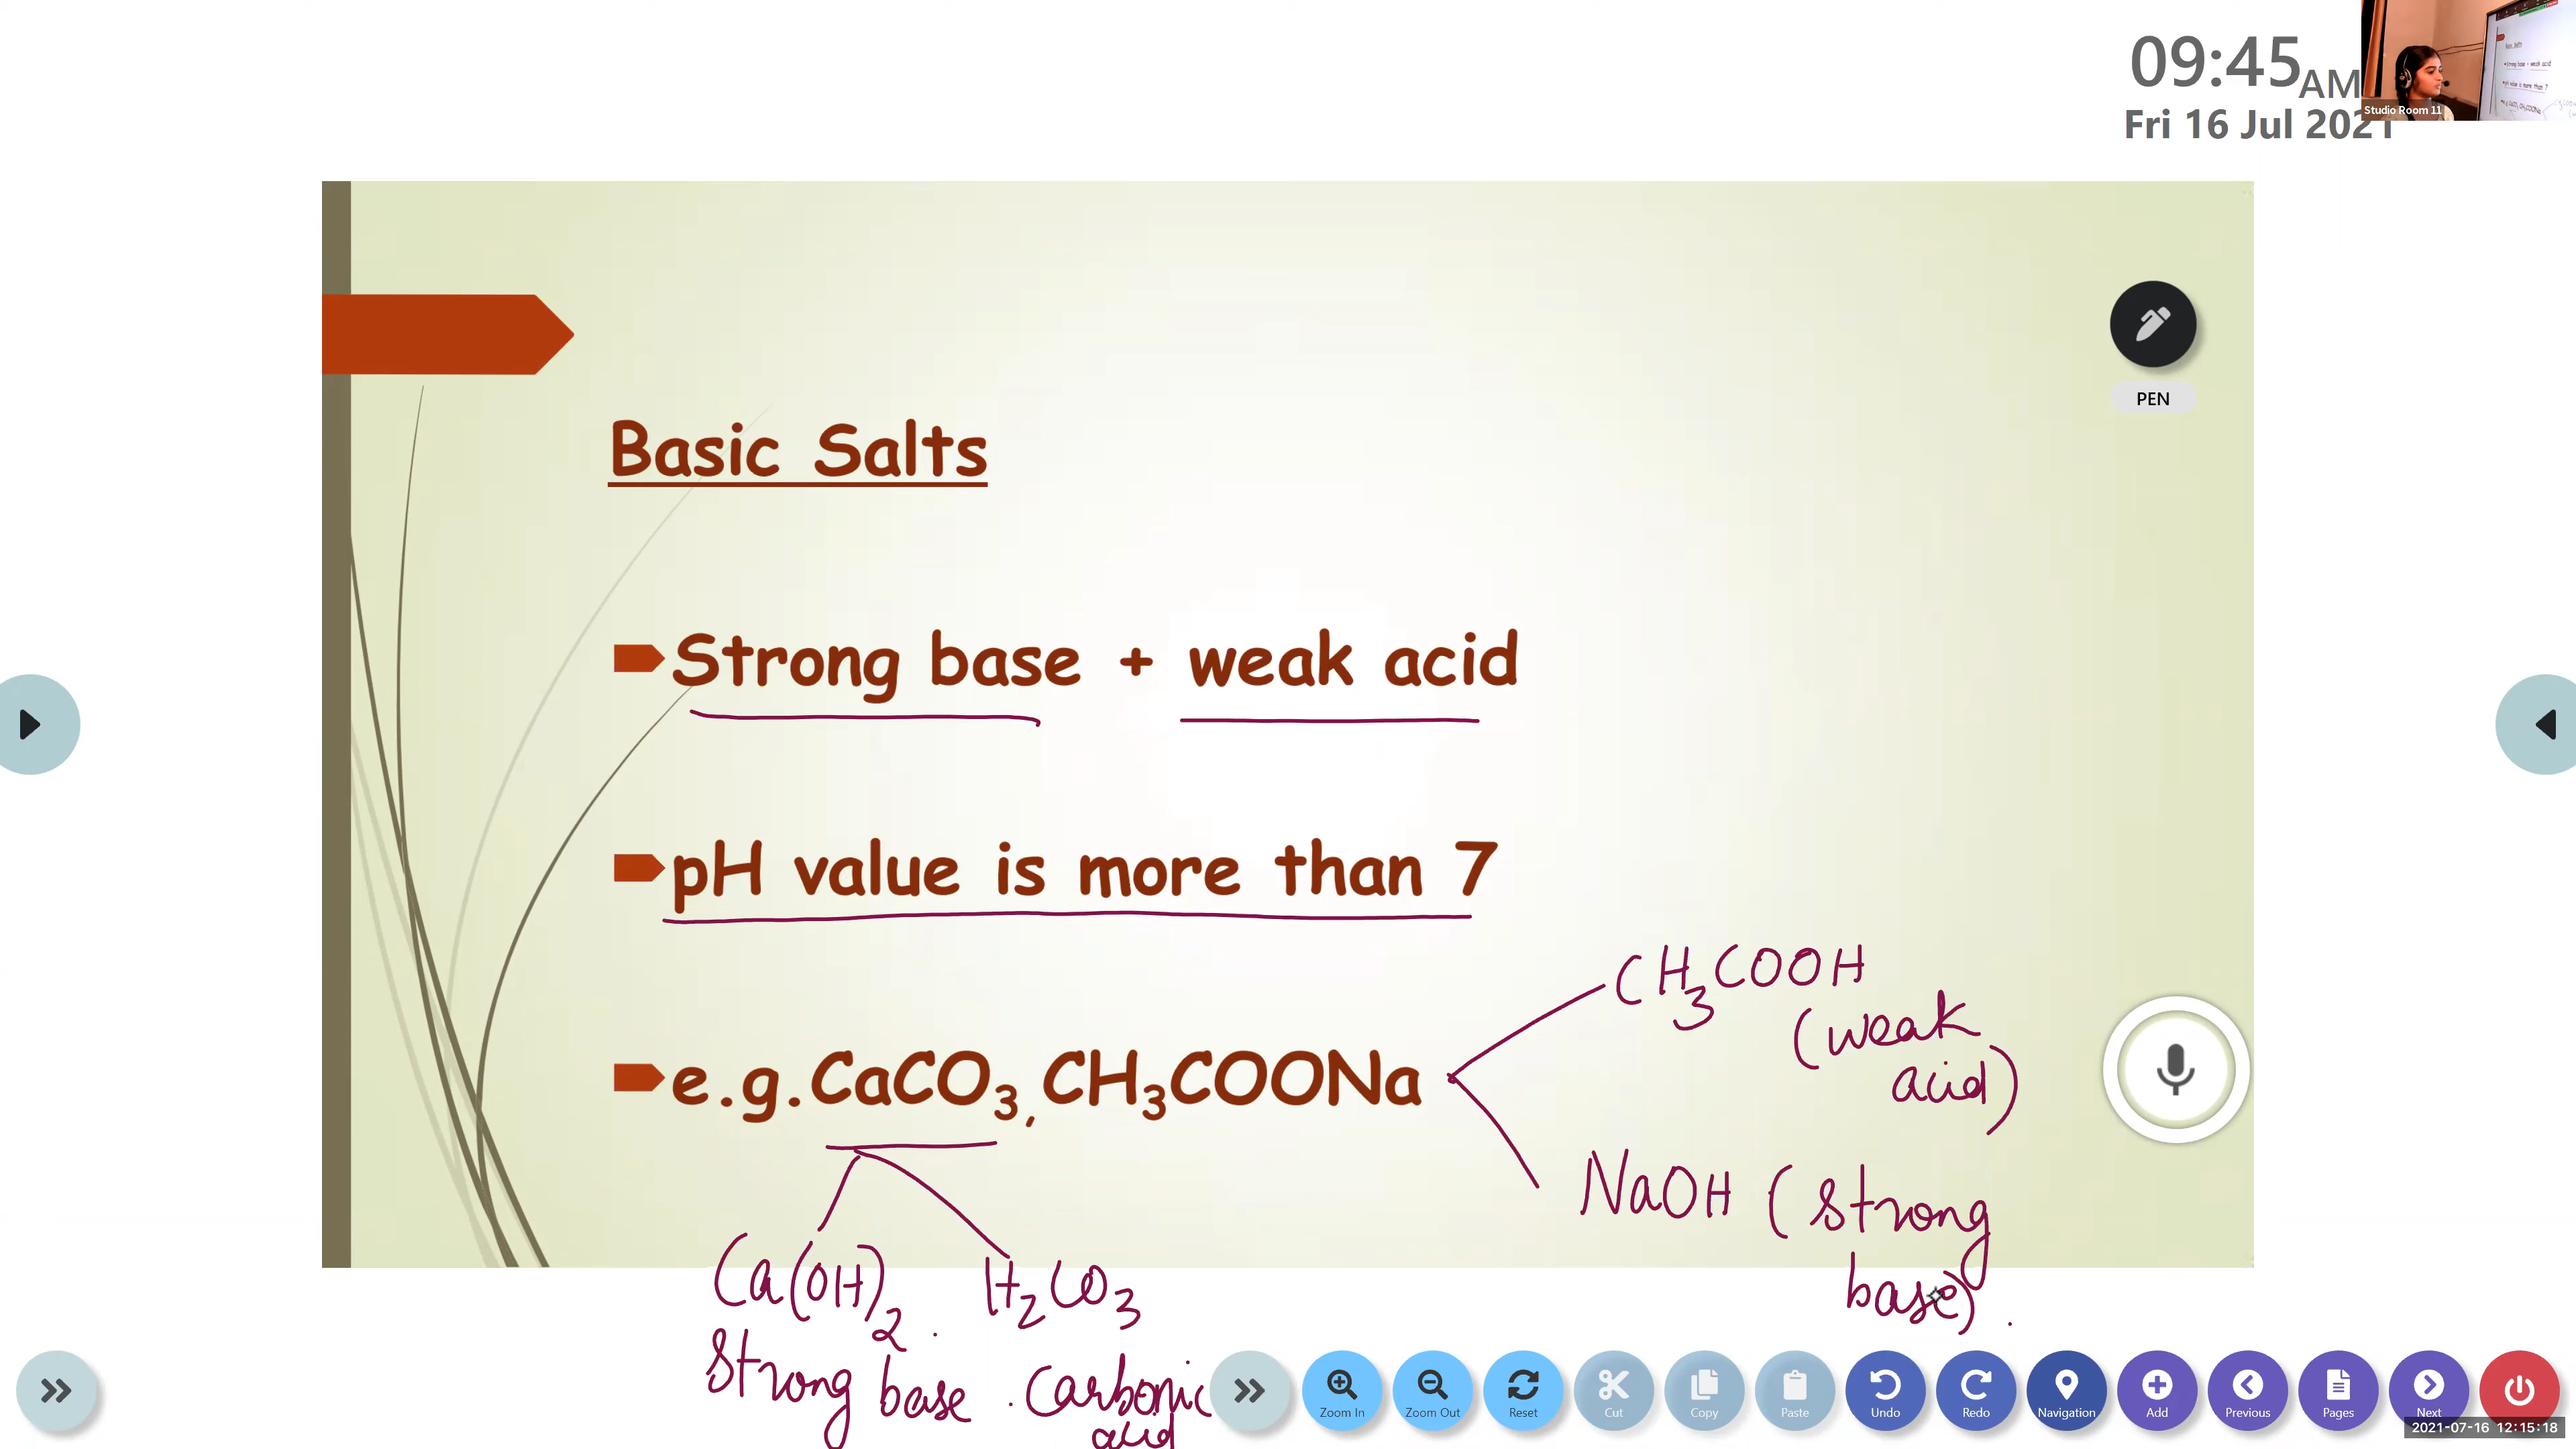 09:45 AM
Fri 16 Jul 2021
Studio Room 11
PEN
Basic Salts
Strong base + weak acid
pH value is more than 7
e.g. CaCO₃, CH₃COONa
CH₃COOH
(weak
acid)
NaOH (strong
base).
Ca(OH)₂. H₂CO₃
Strong base. Carbonic
acid
Zoom In
Zoom Out
Reset
Cut
Copy
Paste
Undo
Redo
Navigation
Add
Previous
Pages
Next
2021-07-16 12:15:18